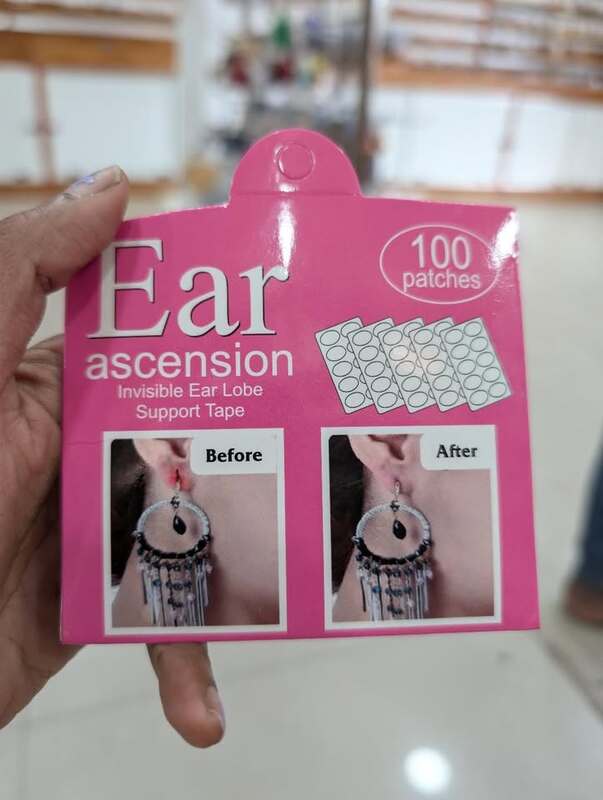 100
patches
Ear
ascension
Invisible Ear Lobe
Support Tape
Before
After